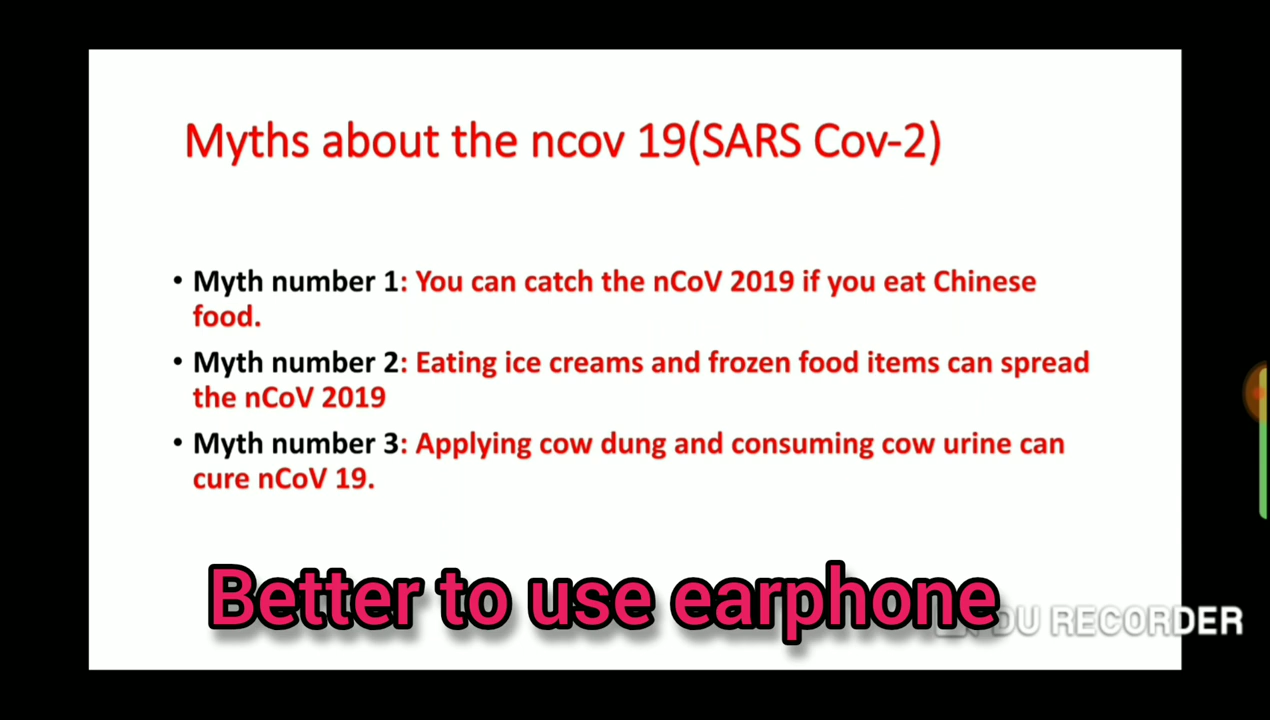 Myths about the ncov 19(SARS Cov-2)
• Myth number 1: You can catch the nCoV 2019 if you eat Chinese
food.
• Myth number 2: Eating ice creams and frozen food items can spread
the nCoV 2019
• Myth number 3: Applying cow dung and consuming cow urine can
cure nCoV 19.
Better to use earphone
DU RECORDER